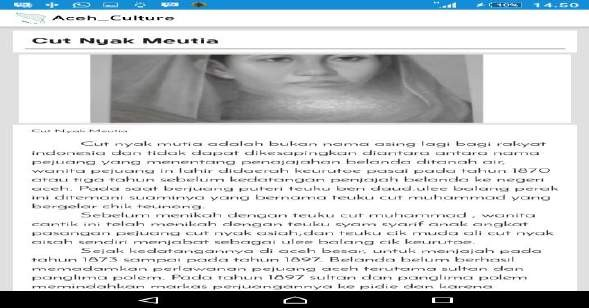 10% 14.50
Aceh_Culture
Cut Nyak Meutia
Cut Nyak Meutia
Cut nyak mutia adalah bukan nama asing lagi bagi rakyat
indonesia dan tidak dapat dikesapingkan diantara antara nama
pejuang yang menentang penajajahan belanda ditanah air,
wanita pejuang in lahir didaerah keurutoe pasai pada tahun 1870
atau tiga tahun sebelum kedatangan penjajah belanda ke negeri
aceh. Pada saat berjuang puteri teuku ben daud,ulee balang perak
ini ditemani suaminya yang bernama teuku cut muhammad yang
bergelar chik teunong.
Sebelum menikah dengan teuku cut muhammad , wanita
cantik ini telah menikah dengan teuku syam syarif anak angkat
pasangan pejuang cut nyak asiah,dan teuku cik muda ali cut nyak
aisah sendiri menjabat sebagai ulee balang cik keurutoe.
Sejak kedatangannya di aceh besar, untuk menjajah pada
tahun 1873 sampai pada tahun 1897. Belanda belum berhasil
memadamkan perlawanan pejuang aceh terutama sultan dan
panglima polem. Pada tahun 1897 sultan dan panglima polem
memindahkan markas perjuangannya ke pidie dan karena